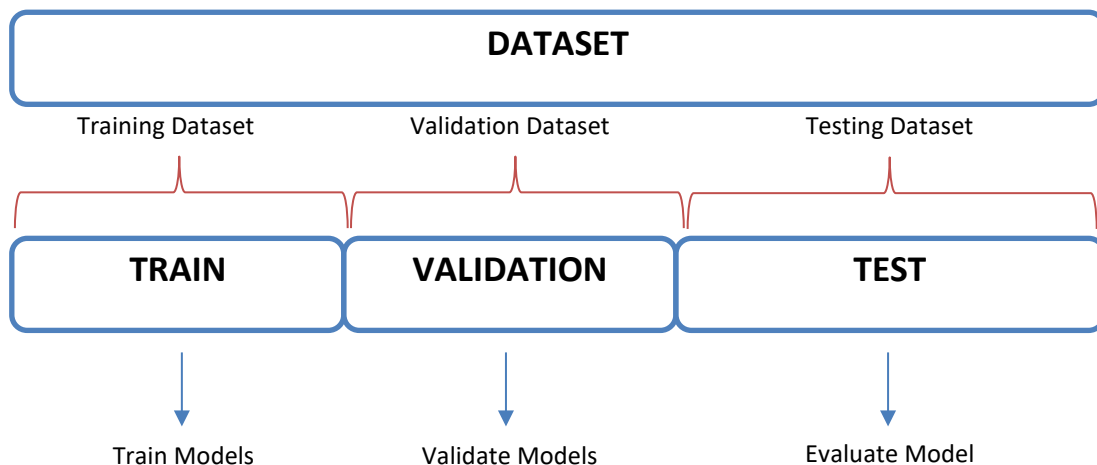 DATASET
Training Dataset
Validation Dataset
Testing Dataset
TRAIN
VALIDATION
TEST
Train Models
Validate Models
Evaluate Model